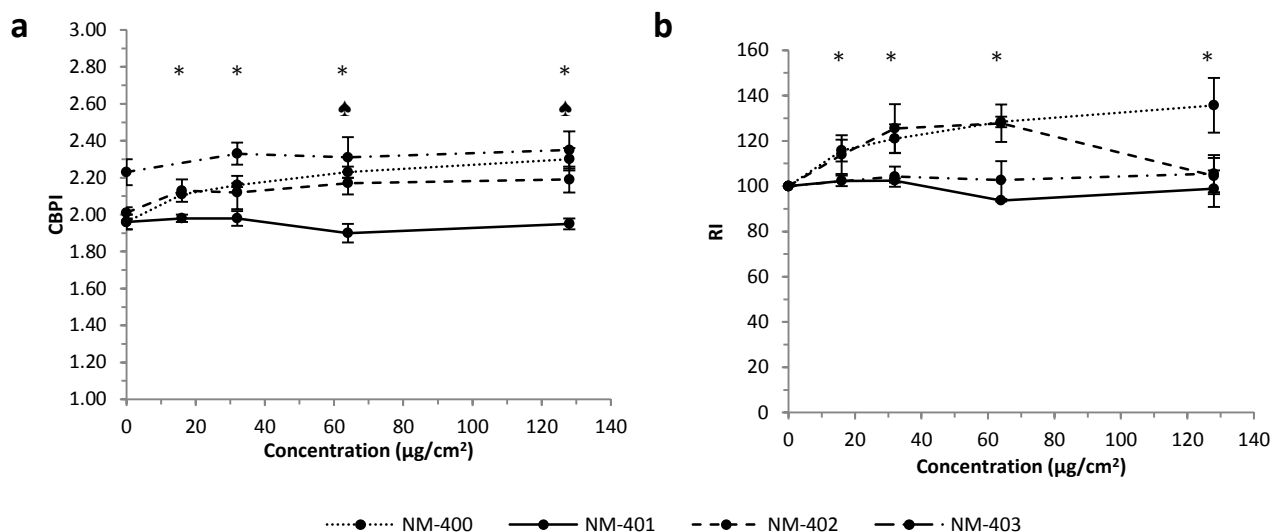 a
3.00
2.80
2.60
2.40
2.20
2.00
1.80
1.60
1.40
1.20
1.00
CBPI
* * * *
♠ ♠
0 20 40 60 80 100 120 140
Concentration (µg/cm²)
b
160
140
120
100
80
60
40
20
0
RI
* * * *
0 20 40 60 80 100 120 140
Concentration (µg/cm²)
NM-400 NM-401 NM-402 NM-403